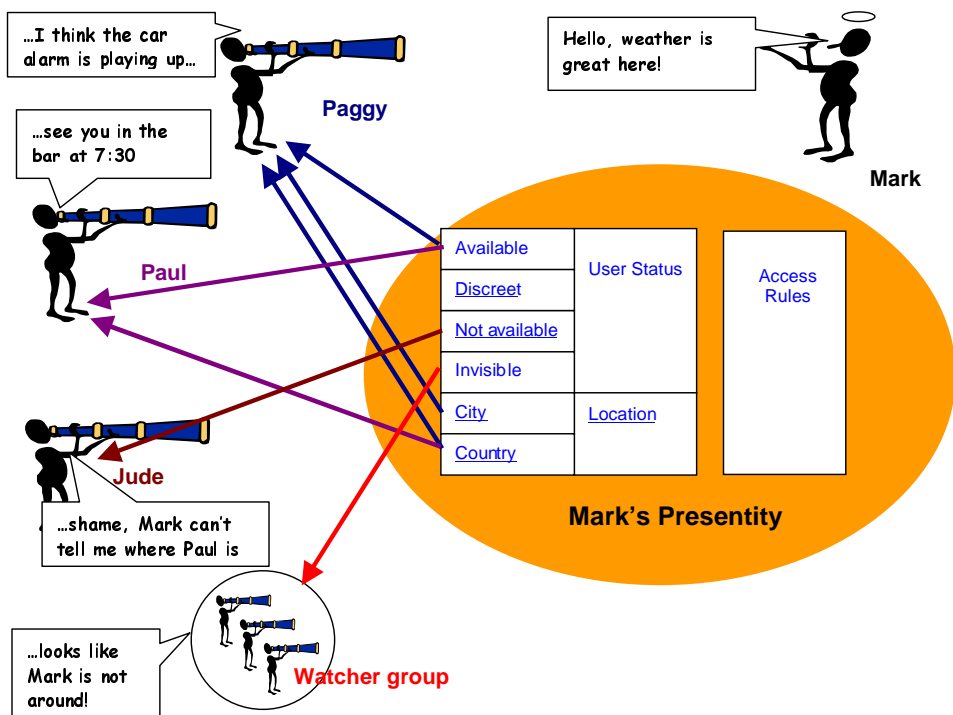 …I think the car
alarm is playing up…
Hello, weather is
great here!
Paggy
…see you in the
bar at 7:30
Mark
Paul
Available
Discreet
Not available
Invisible
City
Country
User Status
Location
Access
Rules
Mark's Presentity
Jude
…shame, Mark can't
tell me where Paul is
…looks like
Mark is not
around!
Watcher group